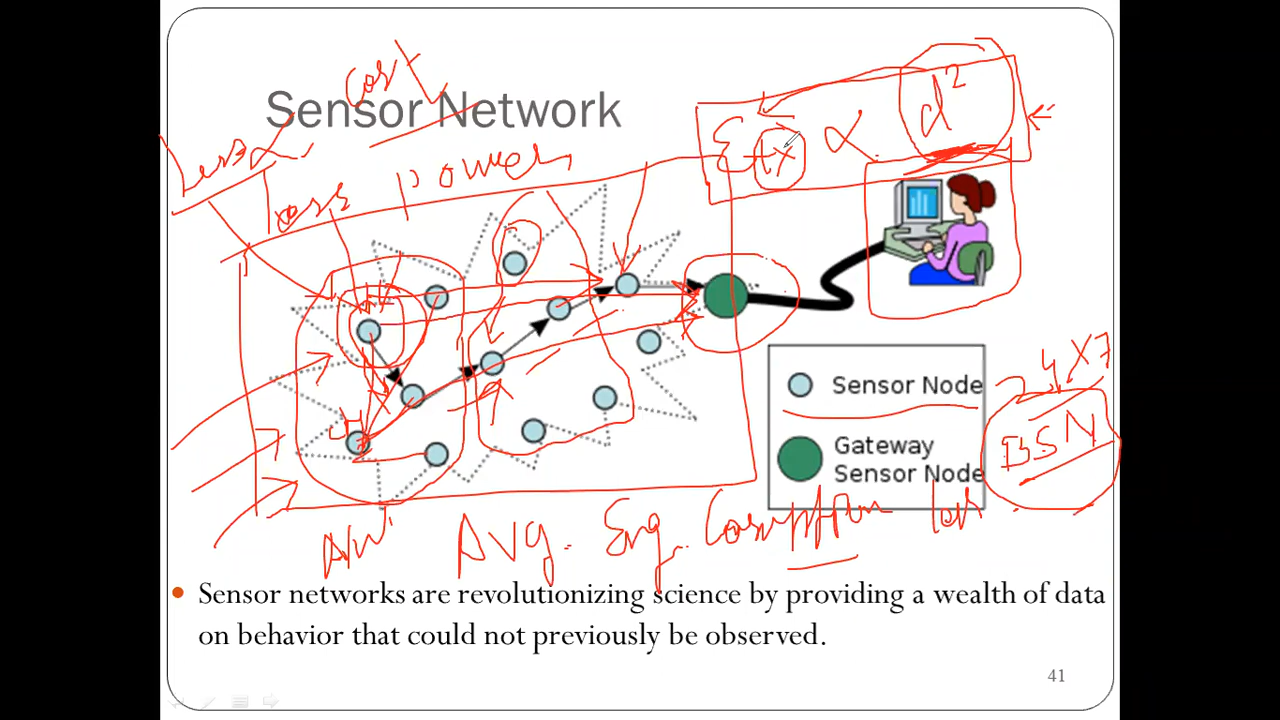 Cost
Sensor Network
Less
Less power
E tx ∝ d²
Sensor Node
Gateway
Sensor Node
24X7
BSN
Avg. Eng. Consumption
Sensor networks are revolutionizing science by providing a wealth of data
on behavior that could not previously be observed.
41